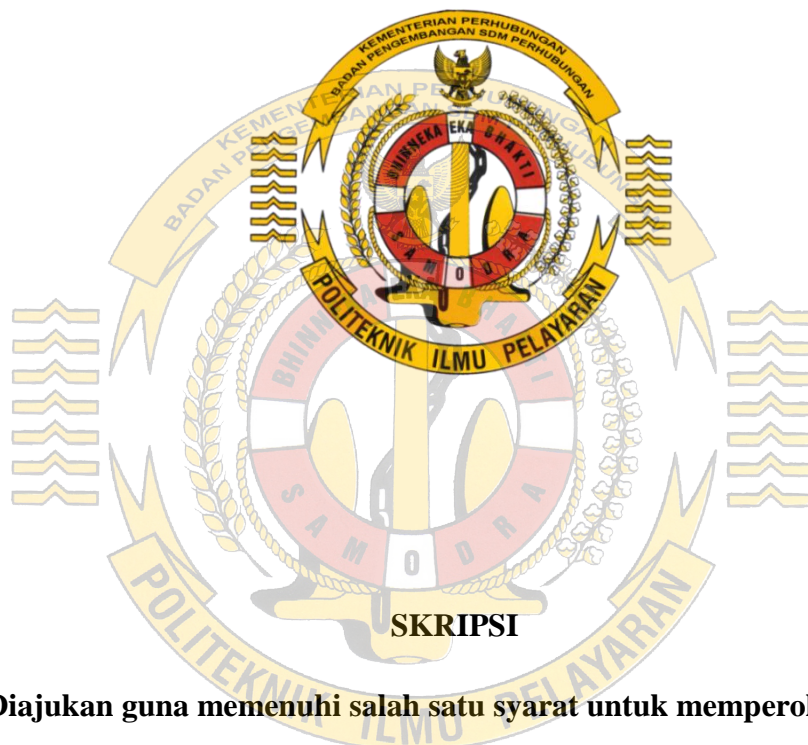 KEMENTERIAN PERHUBUNGAN
BADAN PENGEMBANGAN SDM PERHUBUNGAN
BHINNEKA EKA BHAKTI
SAMODRA
POLITEKNIK ILMU PELAYARAN
SKRIPSI
Diajukan guna memenuhi salah satu syarat untuk